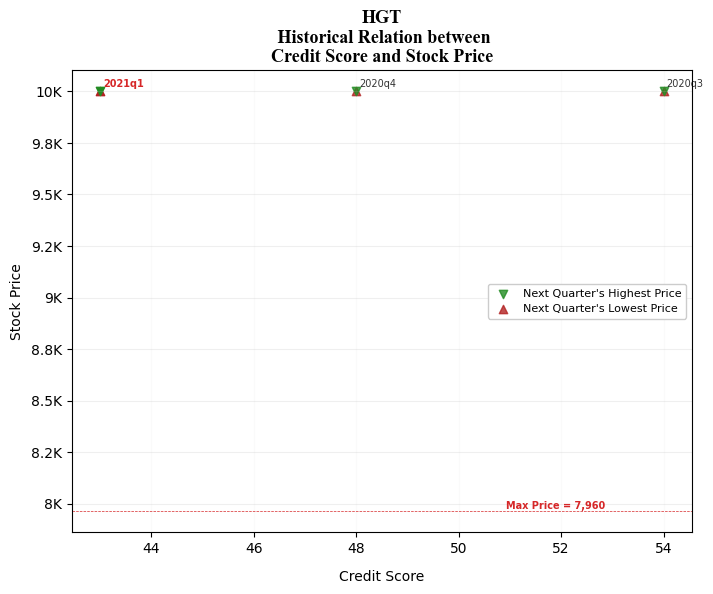 HGT
Historical Relation between
Credit Score and Stock Price
2021q1
2020q4
2020q3
10K
9.8K
9.5K
9.2K
9K
8.8K
8.5K
8.2K
8K
Stock Price
Next Quarter's Highest Price
Next Quarter's Lowest Price
Max Price = 7,960
44
46
48
50
52
54
Credit Score